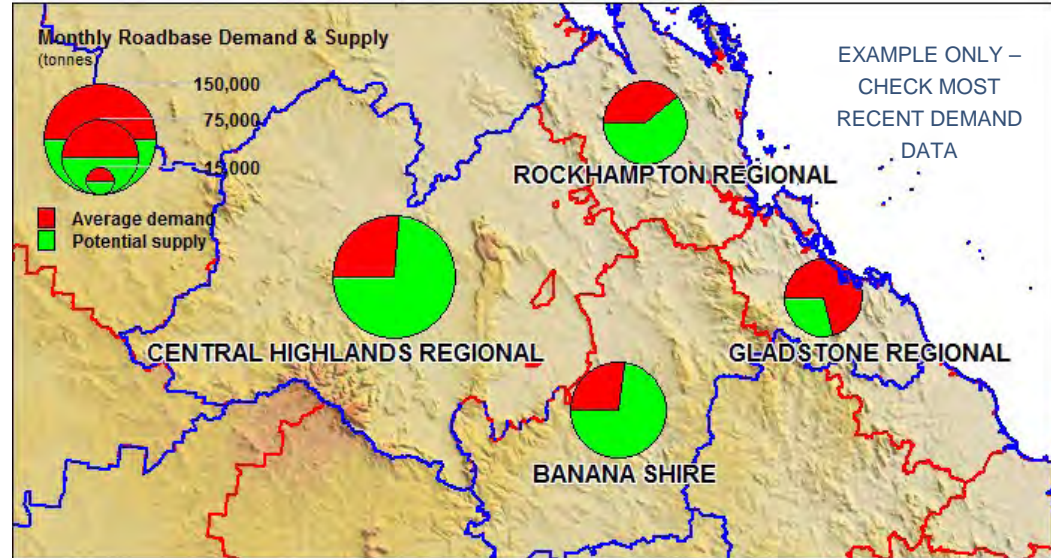 Monthly Roadbase Demand & Supply
(tonnes
150,000
75,000
15,000
Average demand
Potential supply
EXAMPLE ONLY –
CHECK MOST
RECENT DEMAND
DATA
ROCKHAMPTON REGIONAL
CENTRAL HIGHLANDS REGIONAL
GLADSTONE REGIONAL
BANANA SHIRE